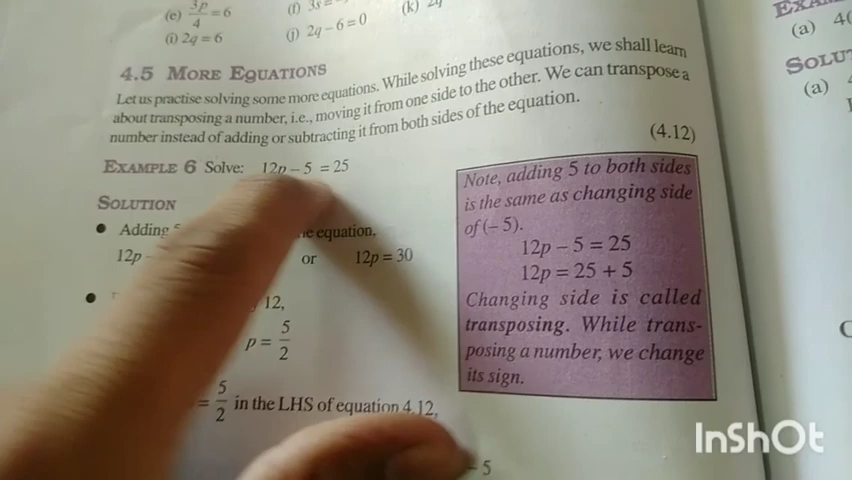 (e) 3p/4 = 6
(f) 3s =
(k) 2q
(i) 2q = 6
(j) 2q – 6 = 0
4.5 MORE EQUATIONS
Let us practise solving some more equations. While solving these equations, we shall learn
about transposing a number, i.e., moving it from one side to the other. We can transpose a
number instead of adding or subtracting it from both sides of the equation.
EXAMPLE 6 Solve: 12p – 5 = 25
(4.12)
SOLUTION
Adding
equation.
12p –
or 12p = 30
12,
p = 5/2
= 5/2 in the LHS of equation 4.12,
– 5
Note, adding 5 to both sides
is the same as changing side
of (– 5).
12p – 5 = 25
12p = 25 + 5
Changing side is called
transposing. While trans-
posing a number, we change
its sign.
(a)
(a)
InShOt